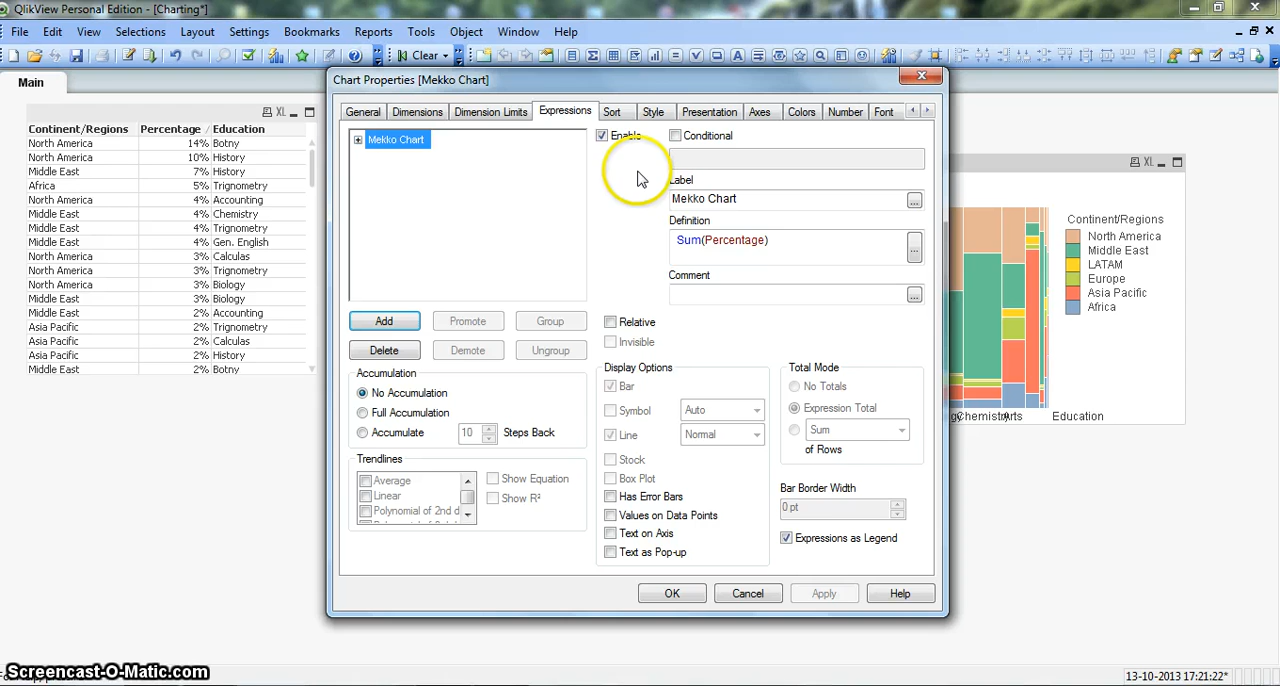 QlikView Personal Edition - [Charting*]
File Edit View Selections Layout Settings Bookmarks Reports Tools Object Window Help
Clear
Main
Chart Properties [Mekko Chart]
General Dimensions Dimension Limits Expressions Sort Style Presentation Axes Colors Number Font
XL
Continent/Regions Percentage / Education
North America 14% Botny
North America 10% History
Middle East 7% History
Africa 5% Trignometry
North America 4% Accounting
Middle East 4% Chemistry
Middle East 4% Trignometry
Middle East 4% Gen. English
North America 3% Calculas
North America 3% Trignometry
North America 3% Biology
Middle East 3% Biology
Middle East 2% Accounting
Asia Pacific 2% Trignometry
Asia Pacific 2% Calculas
Asia Pacific 2% History
Middle East 2% Botny
Mekko Chart
Enable
Conditional
Label
Mekko Chart
Definition
Sum(Percentage)
Comment
Add Promote Group
Delete Demote Ungroup
Relative
Invisible
Accumulation
No Accumulation
Full Accumulation
Accumulate 10 Steps Back
Trendlines
Average
Linear
Polynomial of 2nd d
Show Equation
Show R²
Display Options
Bar
Symbol Auto
Line Normal
Stock
Box Plot
Has Error Bars
Values on Data Points
Text on Axis
Text as Pop-up
Total Mode
No Totals
Expression Total
Sum
of Rows
Bar Border Width
0 pt
Expressions as Legend
OK Cancel Apply Help
XL
Continent/Regions
North America
Middle East
LATAM
Europe
Asia Pacific
Africa
Chemistry Arts Education
Screencast-O-Matic.com
13-10-2013 17:21:22*